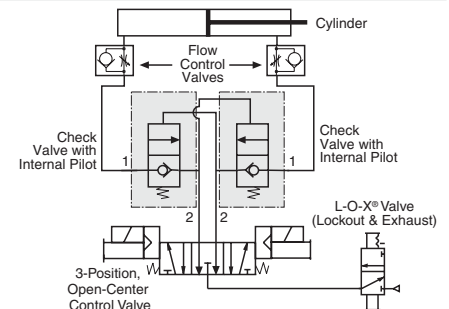 Cylinder
Flow
Control
Valves
Check
Valve with
Internal Pilot
1
Check
Valve with
Internal Pilot
1
2
2
L-O-X® Valve
(Lockout & Exhaust)
3-Position,
Open-Center
Control Valve